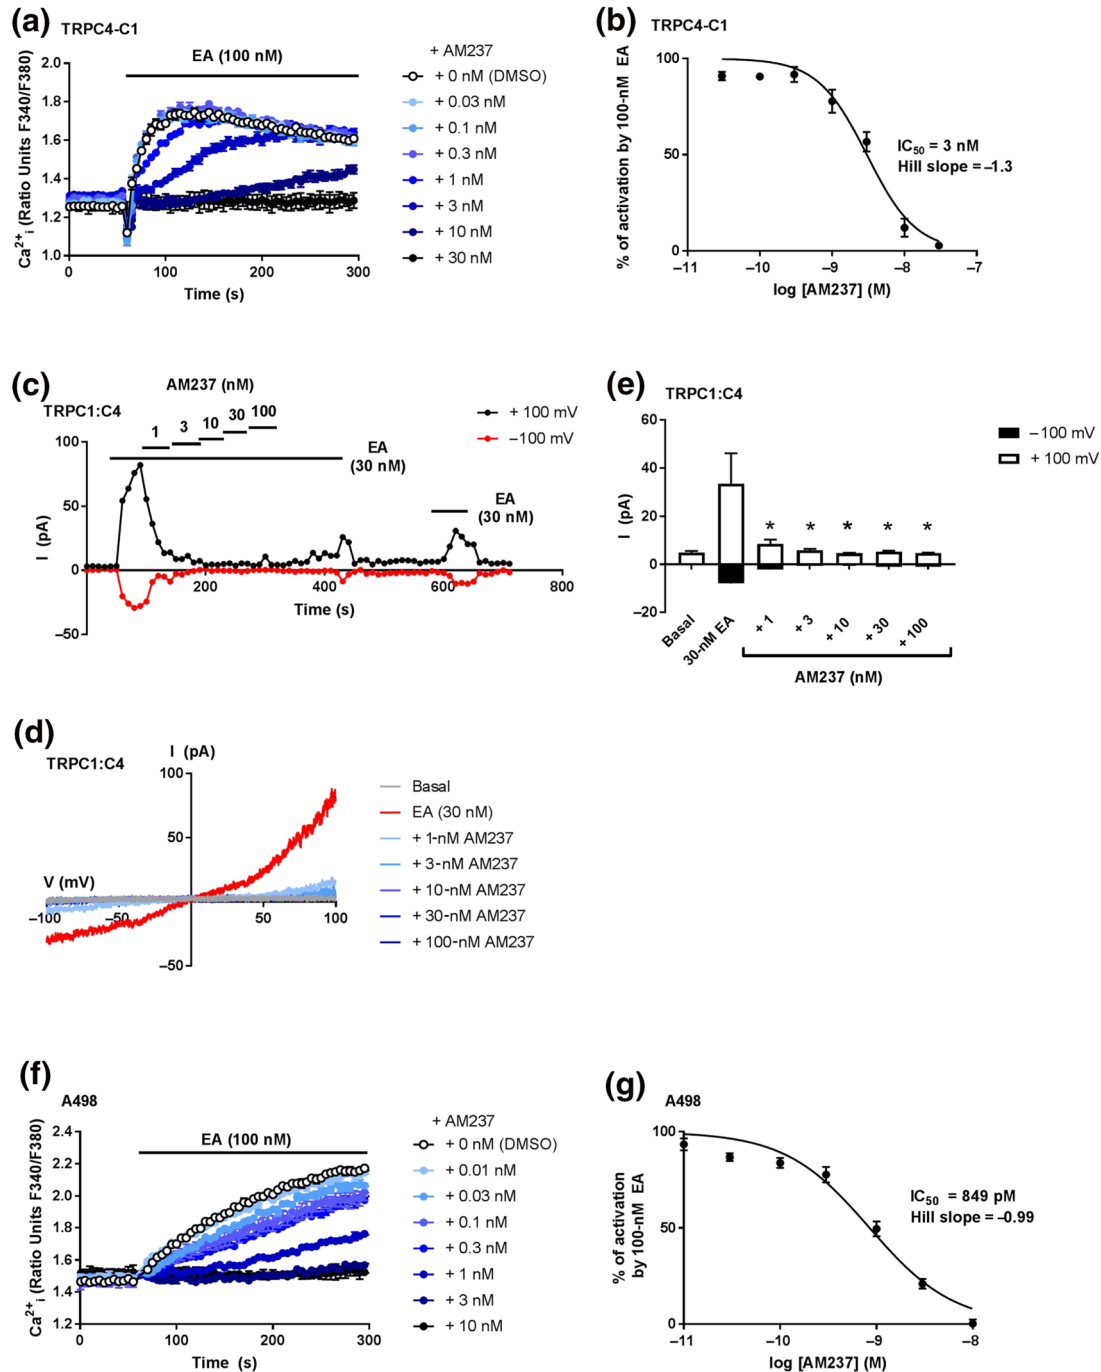 (a) TRPC4-C1
EA (100 nM)
Ca²⁺ᵢ (Ratio Units F340/F380)
2.0
1.8
1.6
1.4
1.2
1.0
0 100 200 300
Time (s)
+ AM237
+ 0 nM (DMSO)
+ 0.03 nM
+ 0.1 nM
+ 0.3 nM
+ 1 nM
+ 3 nM
+ 10 nM
+ 30 nM
(b) TRPC4-C1
% of activation by 100-nM EA
100
50
0
–11 –10 –9 –8 –7
log [AM237] (M)
IC₅₀ = 3 nM
Hill slope = –1.3
(c) TRPC1:C4
AM237 (nM)
1 3 10 30 100
EA
(30 nM)
EA
(30 nM)
+ 100 mV
–100 mV
I (pA)
100
50
0
–50
200 400 600 800
Time (s)
(e) TRPC1:C4
I (pA)
60
40
20
0
–20
* * * * *
–100 mV
+ 100 mV
Basal
30-nM EA
+ 1
+ 3
+ 10
+ 30
+ 100
AM237 (nM)
(d) TRPC1:C4
I (pA)
100
50
–50
V (mV)
–100 –50 50 100
Basal
EA (30 nM)
+ 1-nM AM237
+ 3-nM AM237
+ 10-nM AM237
+ 30-nM AM237
+ 100-nM AM237
(f) A498
EA (100 nM)
Ca²⁺ᵢ (Ratio Units F340/F380)
2.4
2.2
2.0
1.8
1.6
1.4
1.2
0 100 200 300
Time (s)
+ AM237
+ 0 nM (DMSO)
+ 0.01 nM
+ 0.03 nM
+ 0.1 nM
+ 0.3 nM
+ 1 nM
+ 3 nM
+ 10 nM
(g) A498
% of activation
by 100-nM EA
100
50
0
–11 –10 –9 –8
log [AM237] (M)
IC₅₀ = 849 pM
Hill slope = –0.99